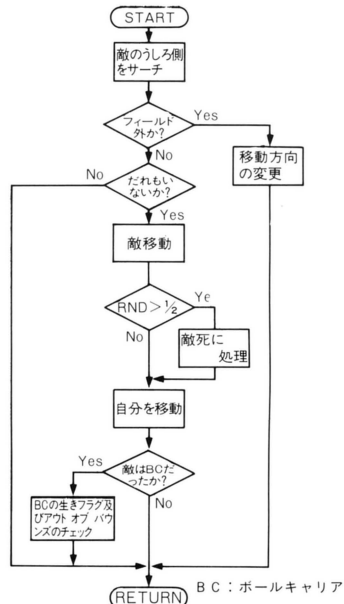 START
敵のうしろ側
をサーチ
フィールド
外か?
Yes
No
移動方向
の変更
No
だれもい
ないか?
Yes
敵移動
RND>1/2
Ye
No
敵死に
処理
自分を移動
Yes
敵はBCだ
ったか?
No
BCの生きフラグ及
びアウト オブ バウ
ンズのチェック
RETURN
BC:ボールキャリア